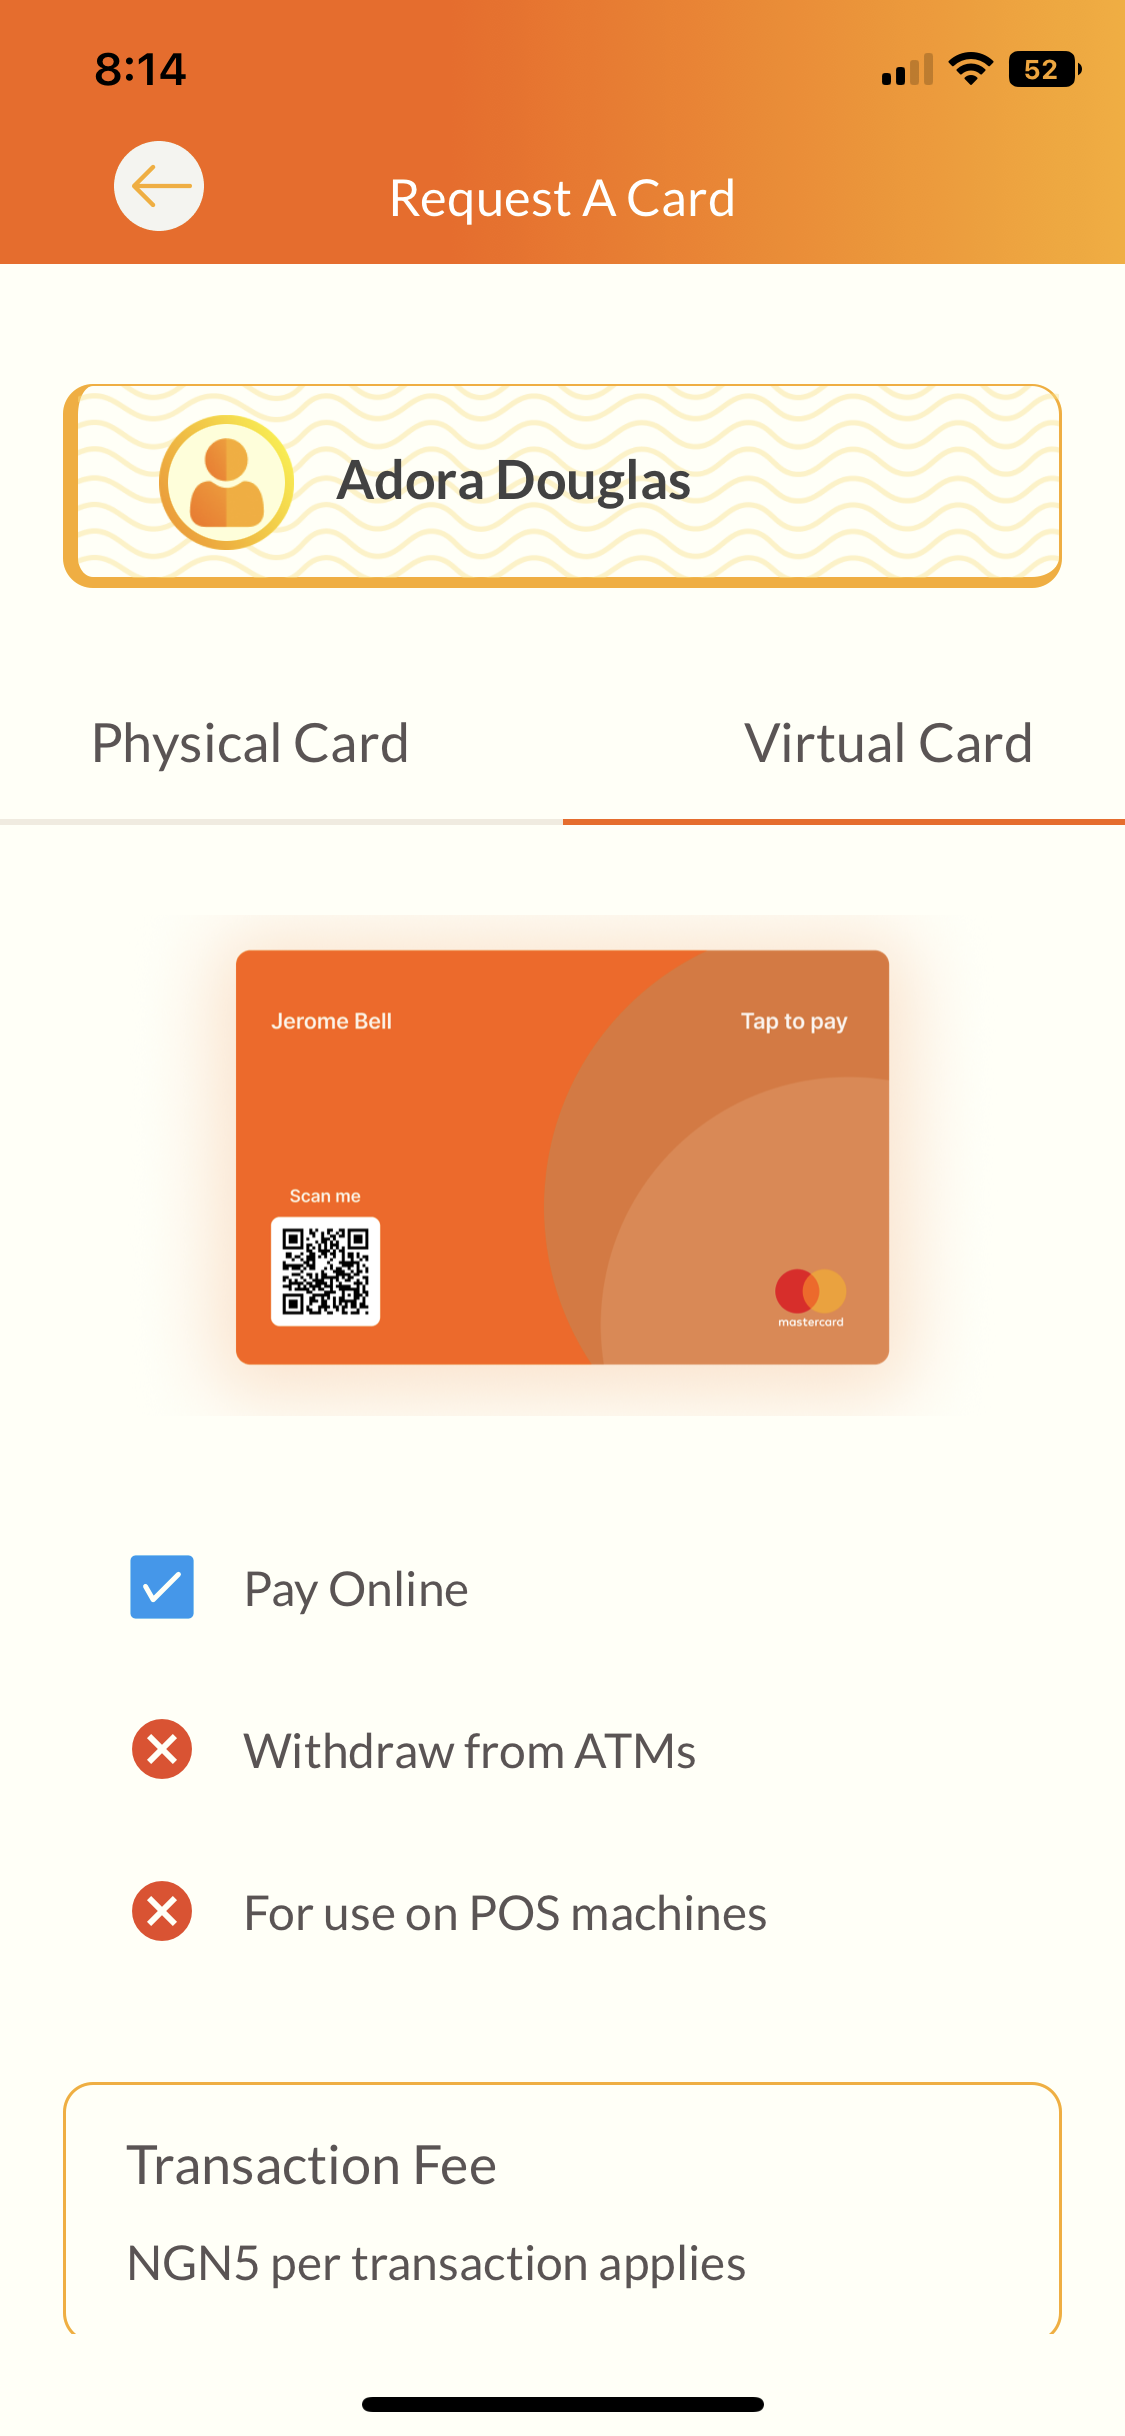 8:14
52
Request A Card
Adora Douglas
Physical Card
Virtual Card
Jerome Bell
Tap to pay
Scan me
mastercard
Pay Online
Withdraw from ATMs
For use on POS machines
Transaction Fee
NGN5 per transaction applies